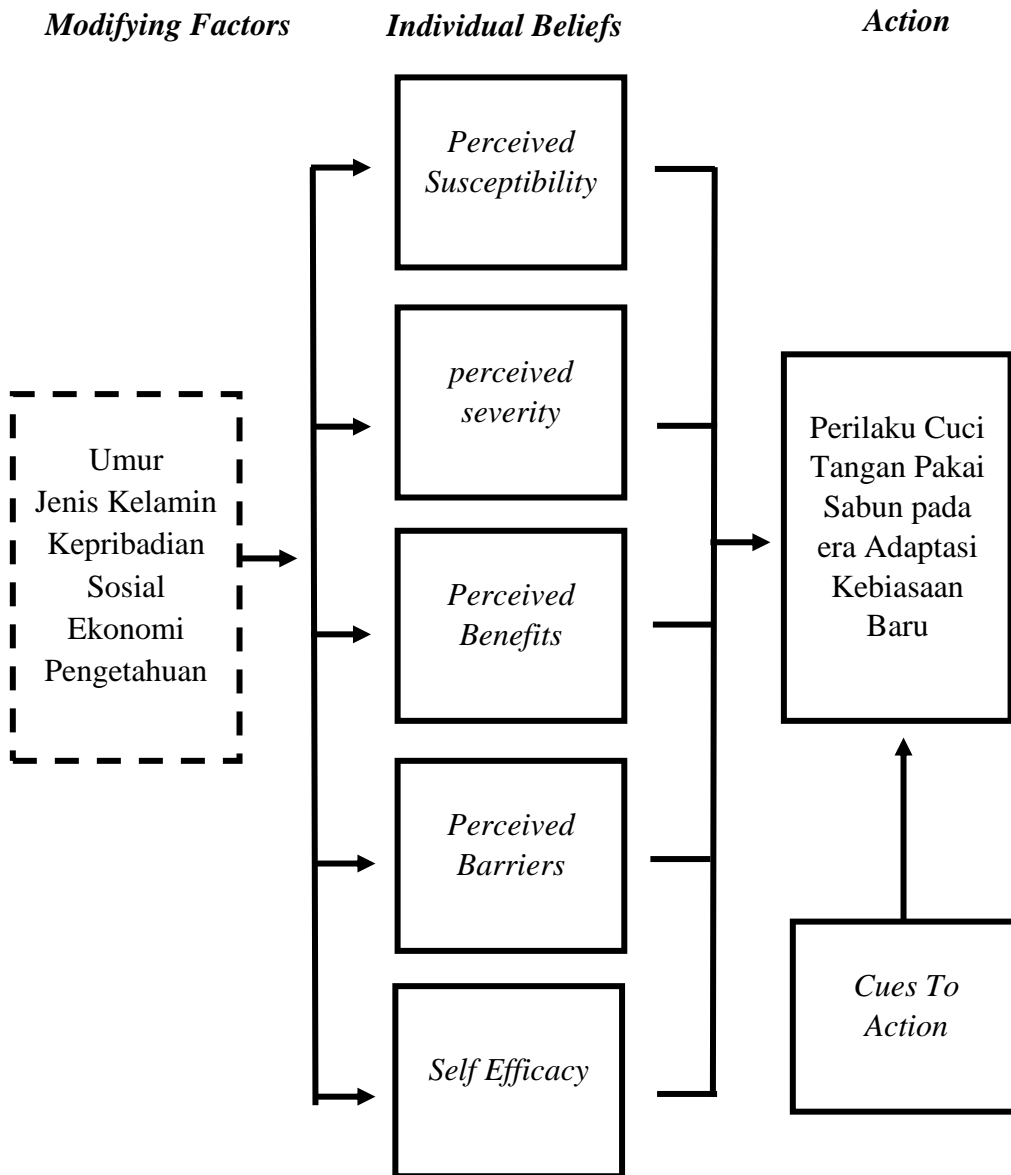 Modifying Factors
Individual Beliefs
Action
Perceived
Susceptibility
perceived
severity
Perceived
Benefits
Perceived
Barriers
Self Efficacy
Umur
Jenis Kelamin
Kepribadian
Sosial
Ekonomi
Pengetahuan
Perilaku Cuci
Tangan Pakai
Sabun pada
era Adaptasi
Kebiasaan
Baru
Cues To
Action